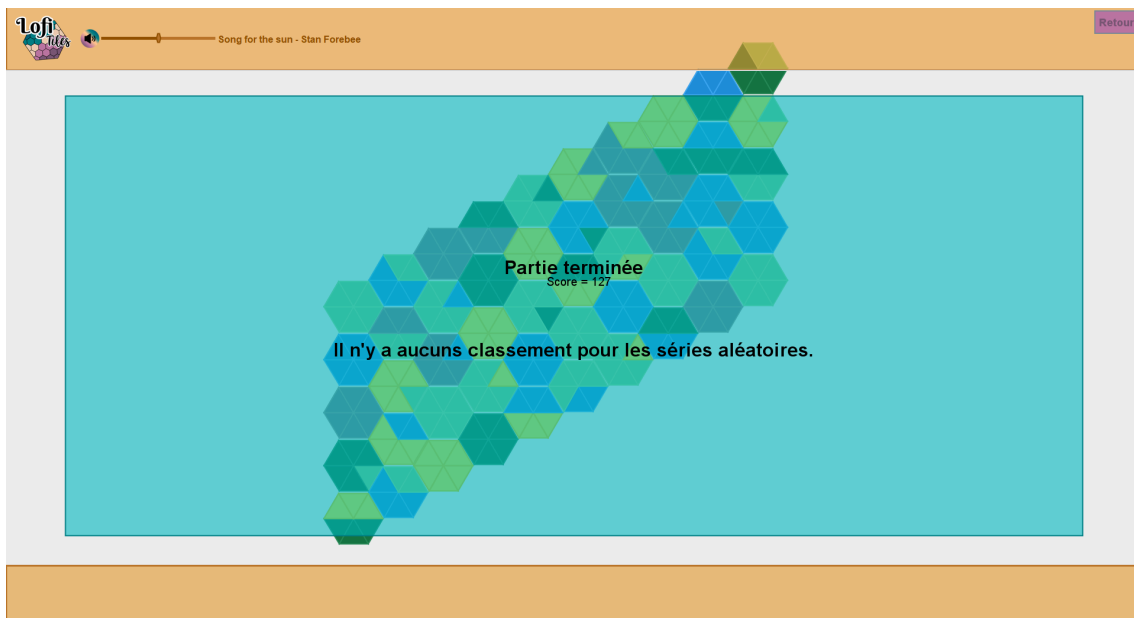 Lofi
tiles
Song for the sun - Stan Forebee
Retour
Partie terminée
Score = 127
Il n'y a aucuns classement pour les séries aléatoires.